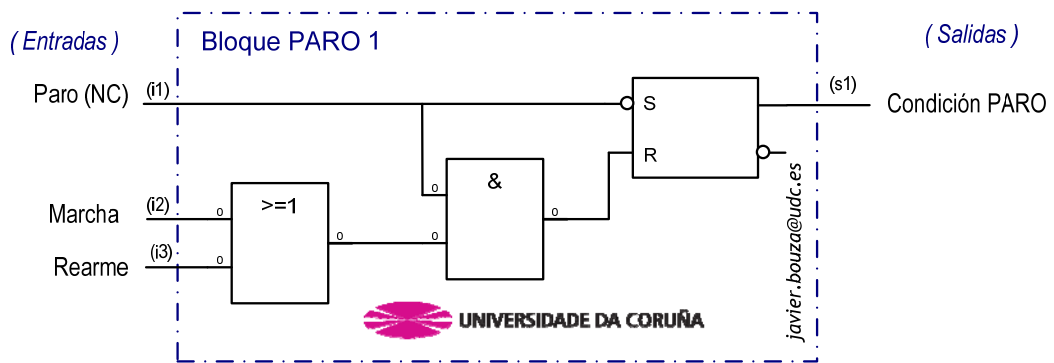 ( Entradas )
Bloque PARO 1
( Salidas )
Paro (NC)
(i1)
S
(s1)
Condición PARO
R
&
0
0
0
Marcha
(i2)
0
>=1
0
Rearme
(i3)
0
UNIVERSIDADE DA CORUÑA
javier.bouza@udc.es